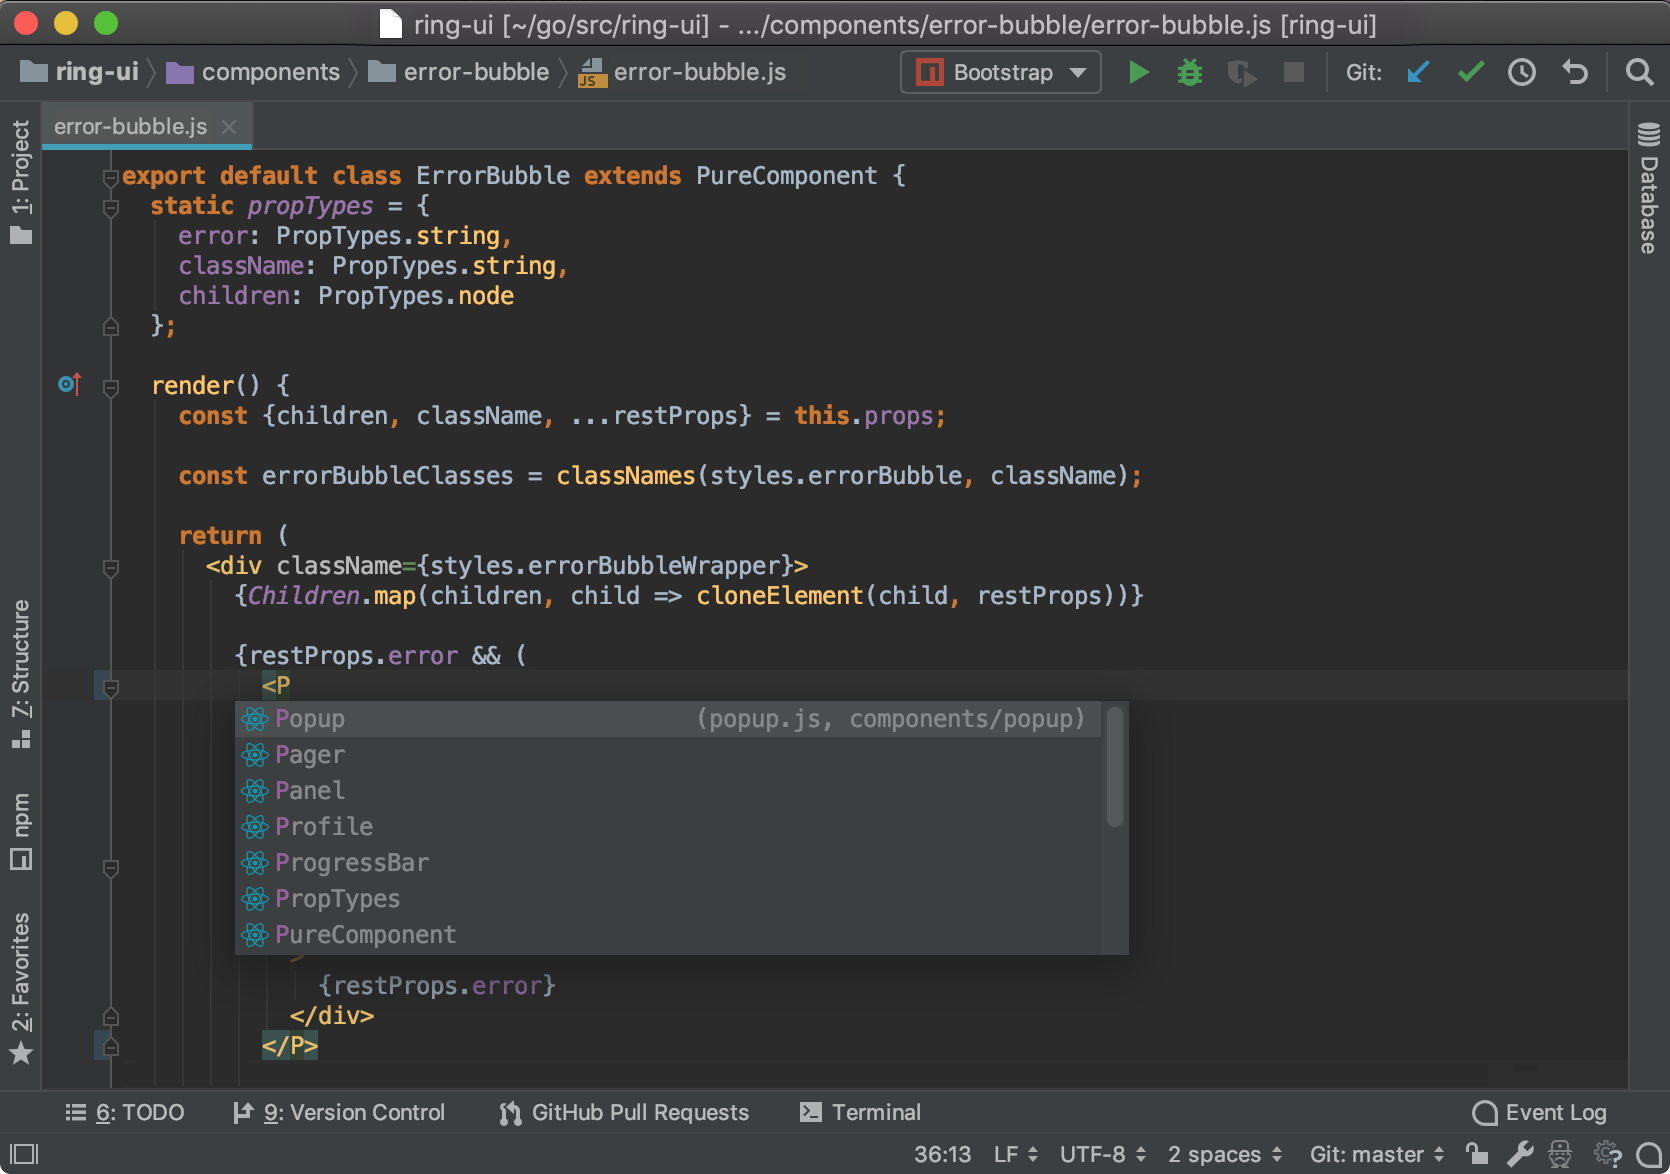 ring-ui [~/go/src/ring-ui] - .../components/error-bubble/error-bubble.js [ring-ui]
ring-ui components error-bubble error-bubble.js Bootstrap Git:
error-bubble.js
1: Project
7: Structure
npm
2: Favorites
Database
export default class ErrorBubble extends PureComponent {
static propTypes = {
error: PropTypes.string,
className: PropTypes.string,
children: PropTypes.node
};
render() {
const {children, className, ...restProps} = this.props;
const errorBubbleClasses = classNames(styles.errorBubble, className);
return (
<div className={styles.errorBubbleWrapper}>
{Children.map(children, child => cloneElement(child, restProps))}
{restProps.error && (
<P
Popup (popup.js, components/popup)
Pager
Panel
Profile
ProgressBar
PropTypes
PureComponent
>
{restProps.error}
</div>
</P>
6: TODO 9: Version Control GitHub Pull Requests Terminal Event Log
36:13 LF UTF-8 2 spaces Git: master